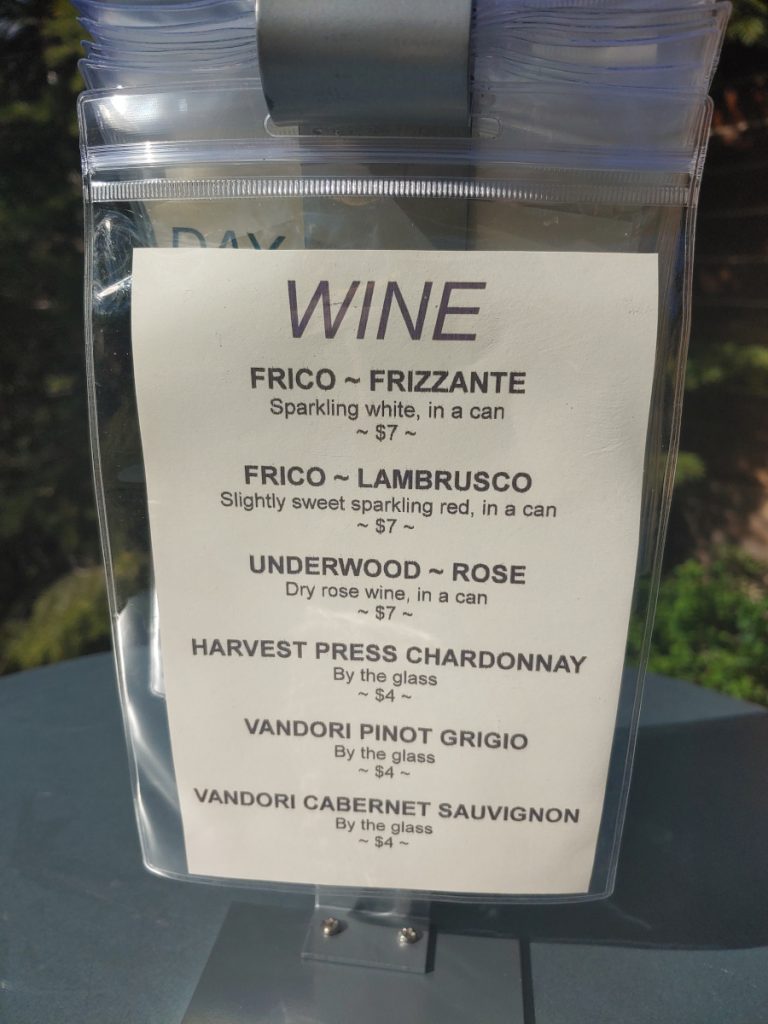 DAY
WINE
FRICO ~ FRIZZANTE
Sparkling white, in a can
~ $7 ~
FRICO ~ LAMBRUSCO
Slightly sweet sparkling red, in a can
~ $7 ~
UNDERWOOD ~ ROSE
Dry rose wine, in a can
~ $7 ~
HARVEST PRESS CHARDONNAY
By the glass
~ $4 ~
VANDORI PINOT GRIGIO
By the glass
~ $4 ~
VANDORI CABERNET SAUVIGNON
By the glass
~ $4 ~